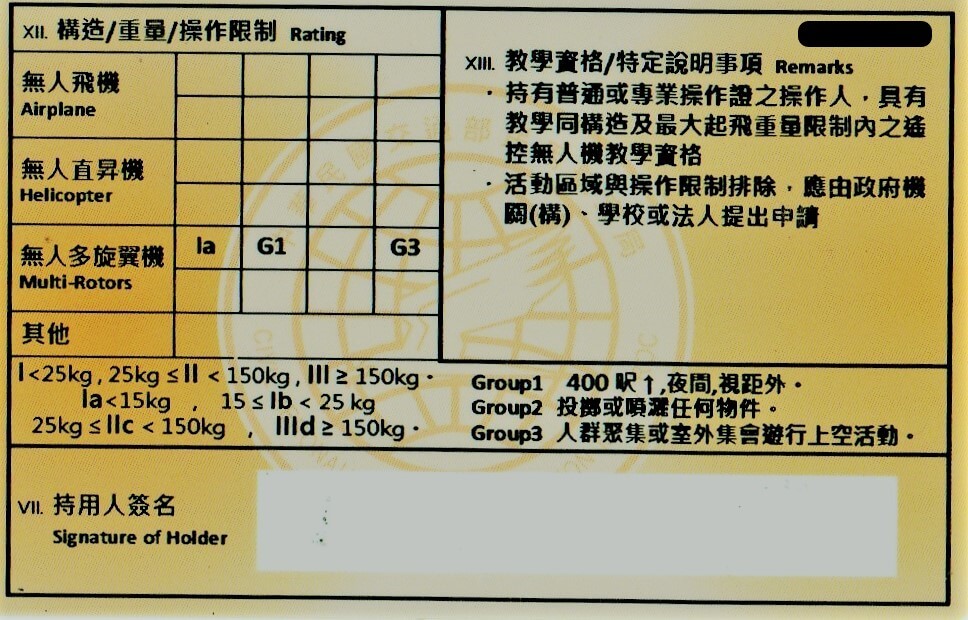 XII. 構造/重量/操作限制 Rating
無人飛機
Airplane
無人直昇機
Helicopter
無人多旋翼機
Multi-Rotors
Ia G1 G3
其他
XIII. 教學資格/特定說明事項 Remarks
· 持有普通或專業操作證之操作人，具有
教學同構造及最大起飛重量限制內之遙
控無人機教學資格
· 活動區域與操作限制排除，應由政府機
關(構)、學校或法人提出申請
I<25kg, 25kg ≤ II < 150kg, III ≥ 150kg。
Ia<15kg , 15 ≤ Ib < 25 kg
25kg ≤ IIc < 150kg , IIId ≥ 150kg。
Group1 400 呎↑,夜間,視距外。
Group2 投擲或噴灑任何物件。
Group3 人群聚集或室外集會遊行上空活動。
VII. 持用人簽名
Signature of Holder